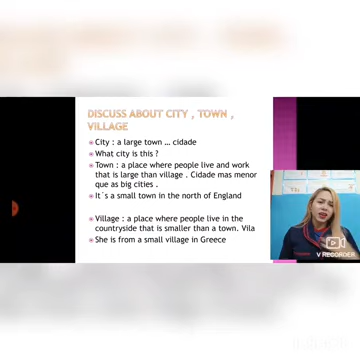 DISCUSS ABOUT CITY , TOWN ,
VILLAGE
City : a large town … cidade
What city is this ?
Town : a place where people live and work
that is large than village . Cidade mas menor
que as big cities .
It´s a small town in the north of England
Village : a place where people live in the
countryside that is smaller than a town. Vila
She is from a small village in Greece
V RECORDER